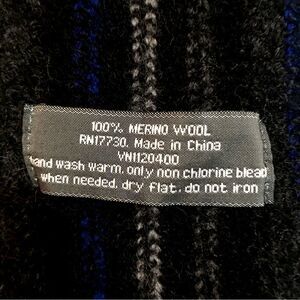 100% MERINO WOOL
RN17730. Made in China
VN1120400
hand wash warm, only non chlorine bleac
when needed, dry flat, do not iron